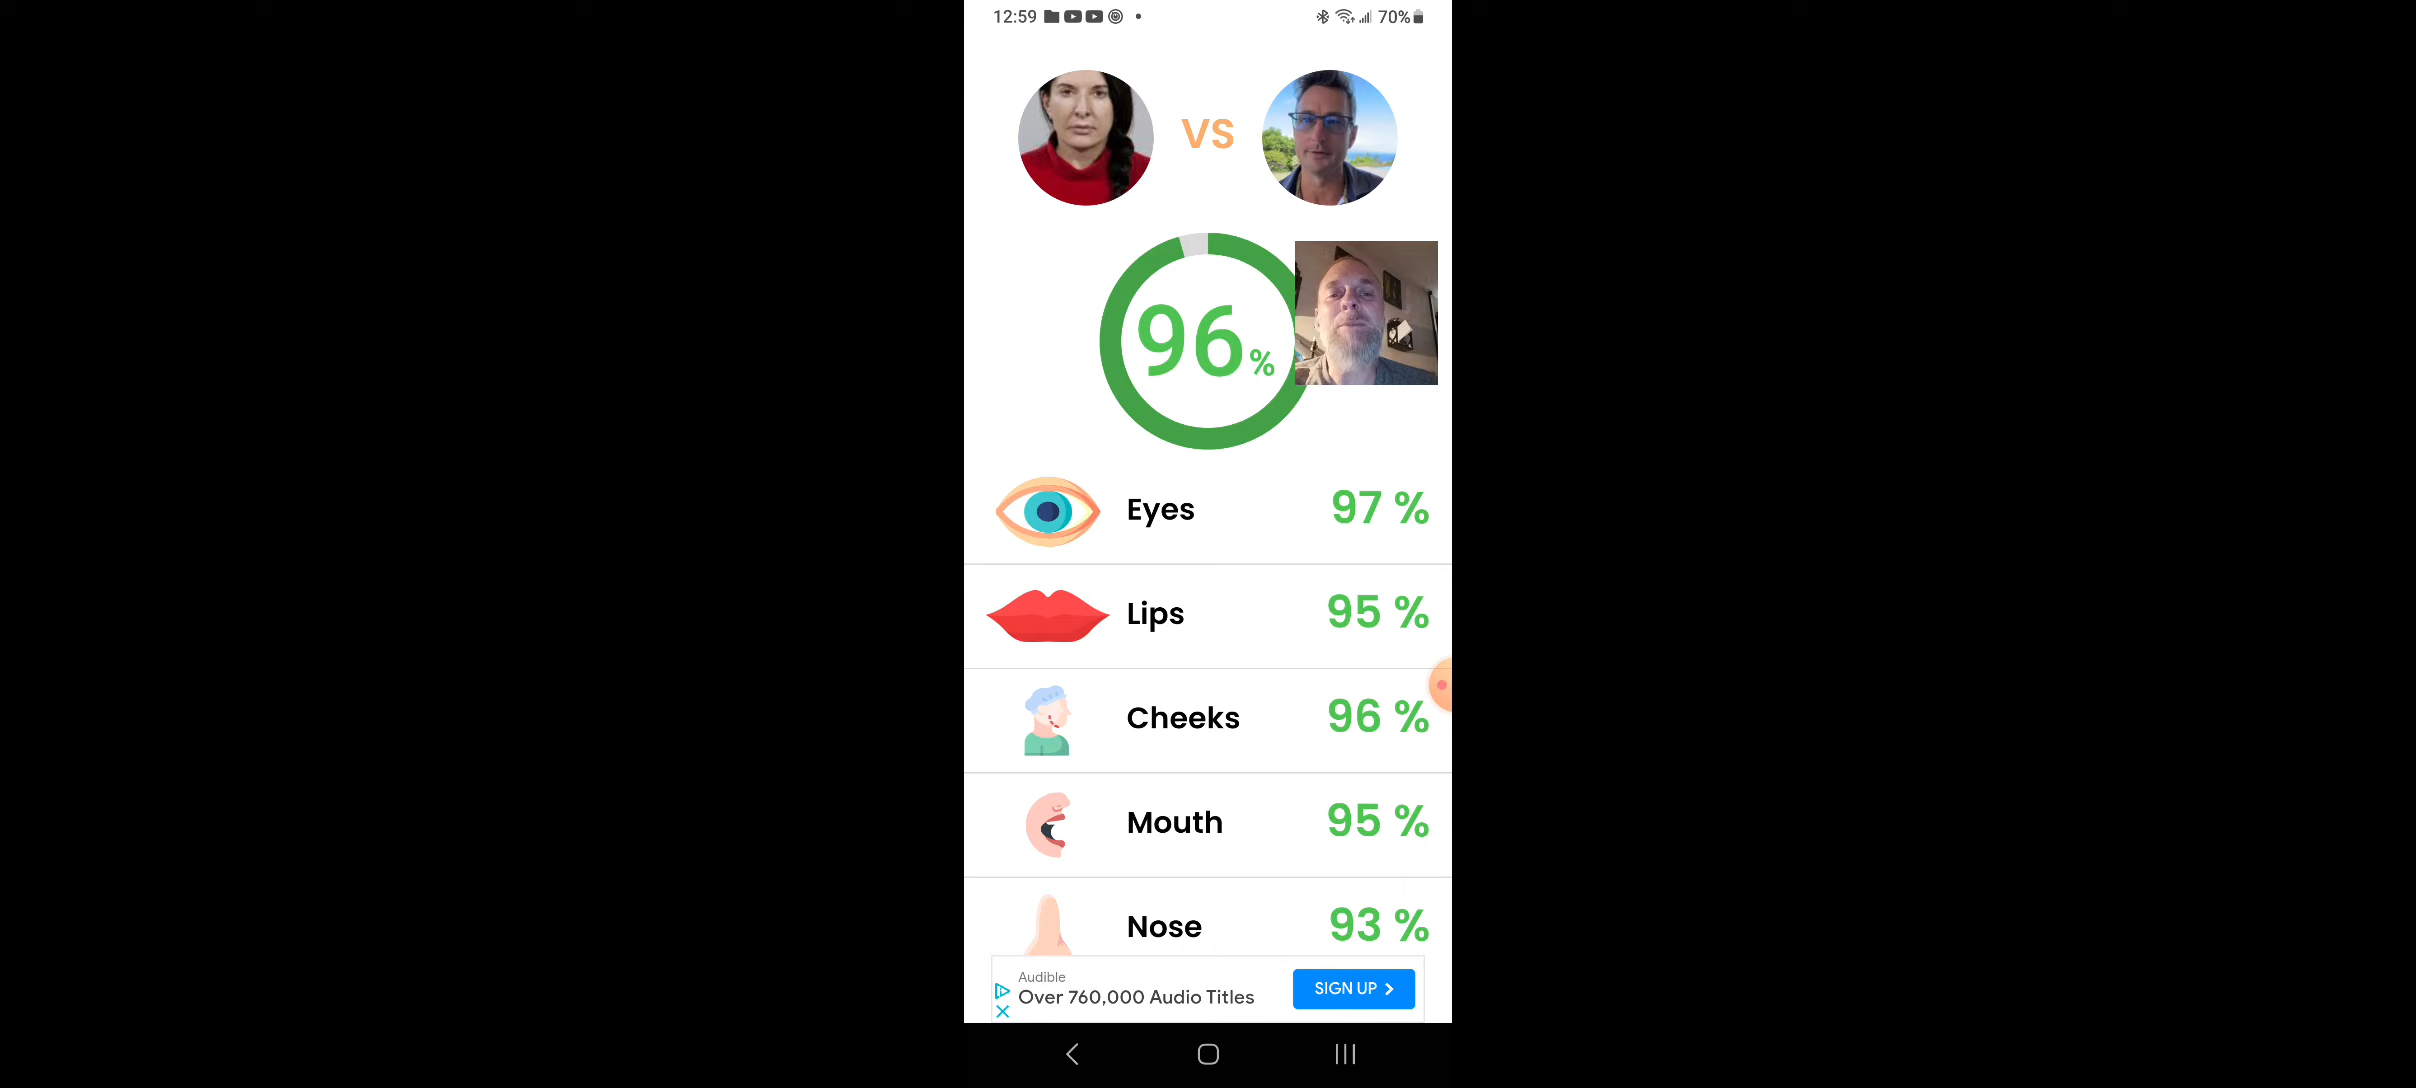 12:59 70%
VS
96%
Eyes 97 %
Lips 95 %
Cheeks 96 %
Mouth 95 %
Nose 93 %
Audible
Over 760,000 Audio Titles
SIGN UP